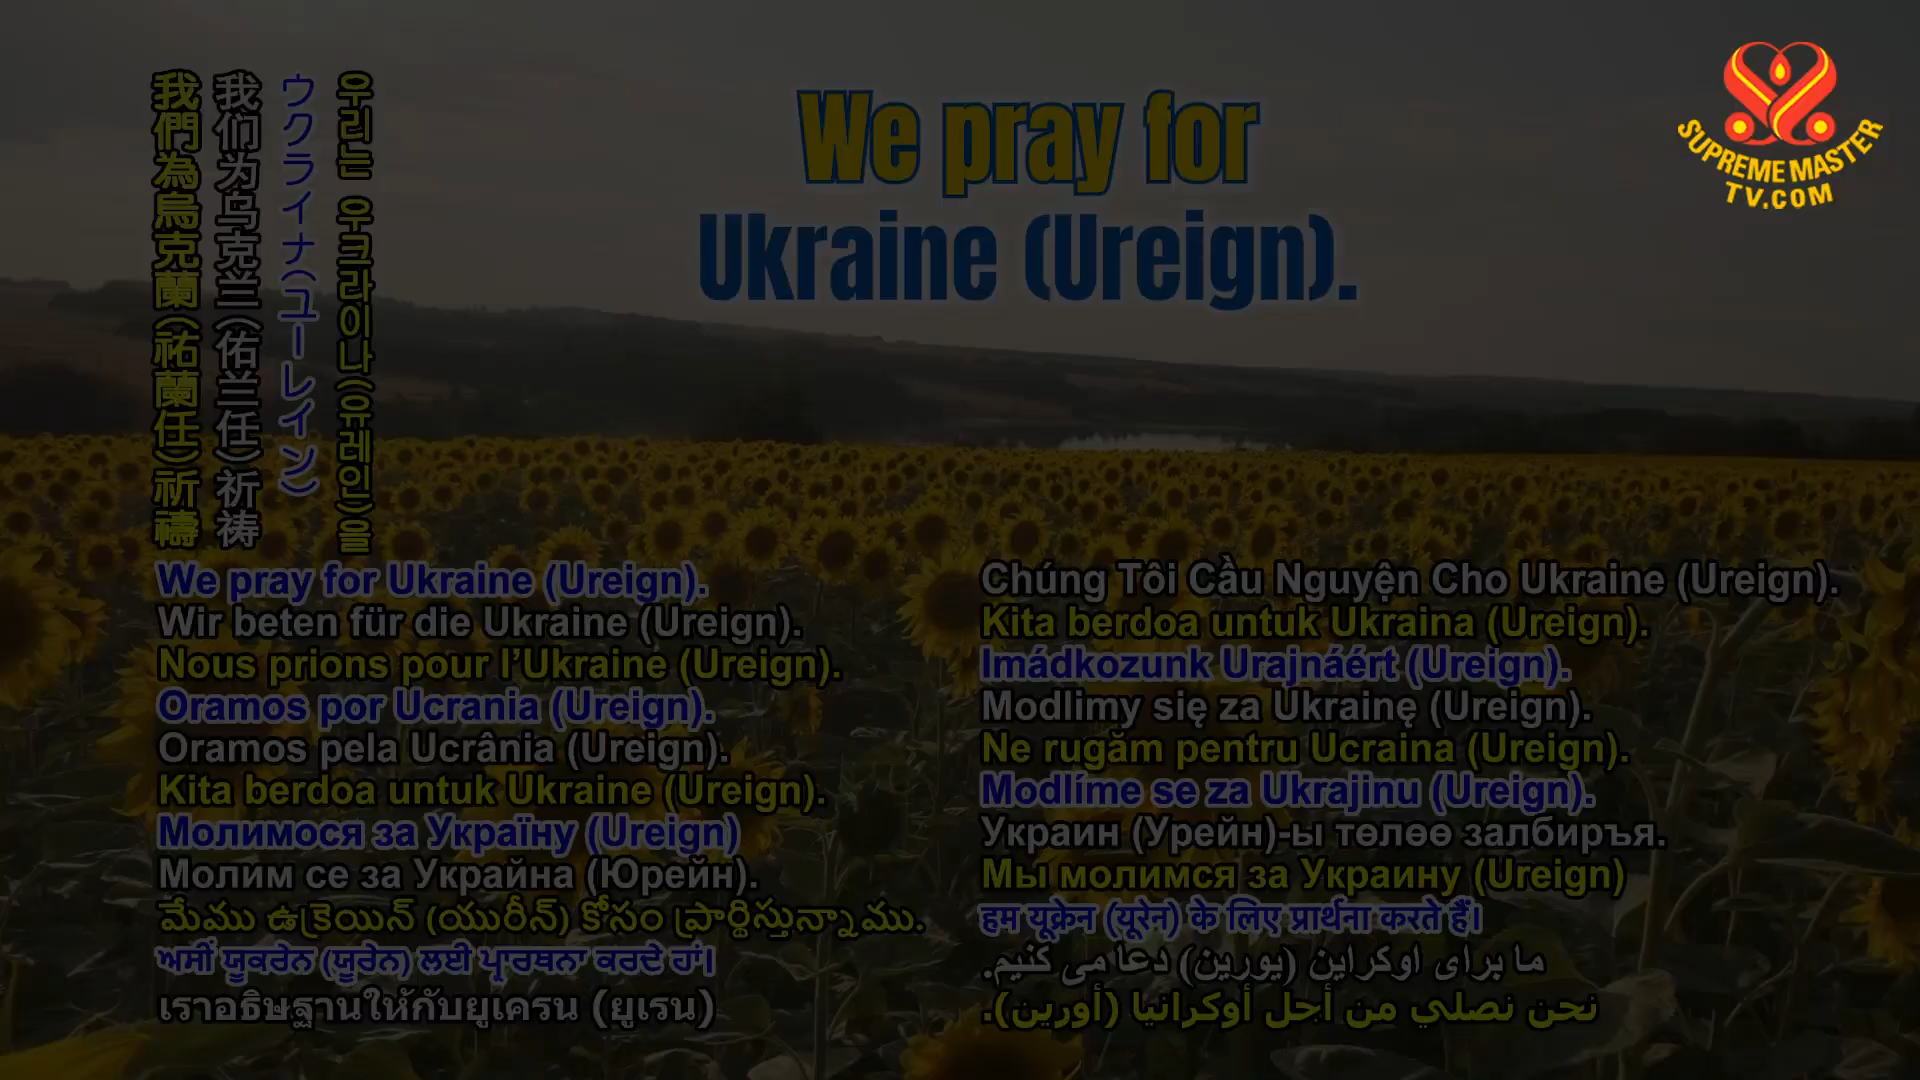 We pray for
Ukraine (Ureign).
SUPREME MASTER
TV.COM
我們為烏克蘭(祐蘭任)祈禱
我们为乌克兰(佑兰任)祈祷
ウクライナ(ユーレイン)
우리는 우크라이나(유레인)을
We pray for Ukraine (Ureign).
Wir beten für die Ukraine (Ureign).
Nous prions pour l’Ukraine (Ureign).
Oramos por Ucrania (Ureign).
Oramos pela Ucrânia (Ureign).
Kita berdoa untuk Ukraine (Ureign).
Молимося за Україну (Ureign)
Молим се за Украйна (Юрейн).
మేము ఉక్రెయిన్ (యురీన్) కోసం ప్రార్థిస్తున్నాము.
ਅਸੀਂ ਯੂਕਰੇਨ (ਯੂਰੇਨ) ਲਈ ਪ੍ਰਾਰਥਨਾ ਕਰਦੇ ਹਾਂ।
เราอธิษฐานให้กับยูเครน (ยูเรน)
Chúng Tôi Cầu Nguyện Cho Ukraine (Ureign).
Kita berdoa untuk Ukraina (Ureign).
Imádkozunk Urajnáért (Ureign).
Modlimy się za Ukrainę (Ureign).
Ne rugăm pentru Ucraina (Ureign).
Modlíme se za Ukrajinu (Ureign).
Украин (Урейн)-ы төлөө залбиръя.
Мы молимся за Украину (Ureign)
हम यूक्रेन (यूरेन) के लिए प्रार्थना करते हैं।
ما برای اوکراین (یورین) دعا می کنیم.
نحن نصلي من أجل أوكرانيا (أورين).